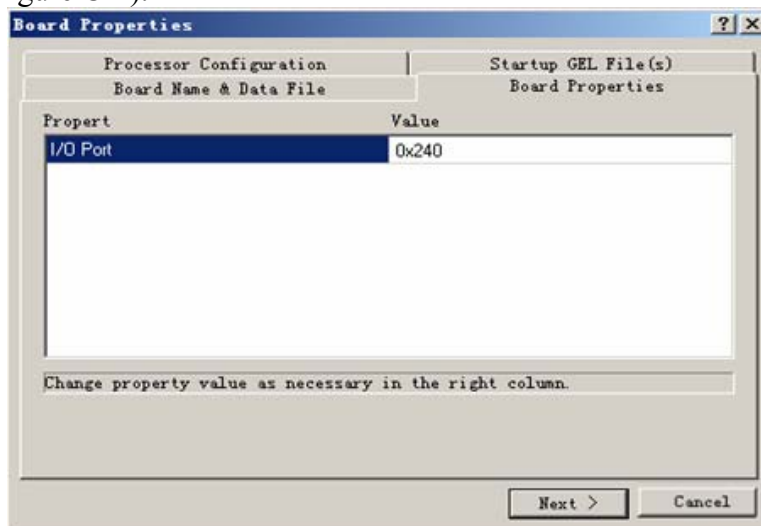 Board Properties
Processor Configuration Startup GEL File(s)
Board Name & Data File Board Properties
Propert Value
I/O Port 0x240
Change property value as necessary in the right column.
Next > Cancel